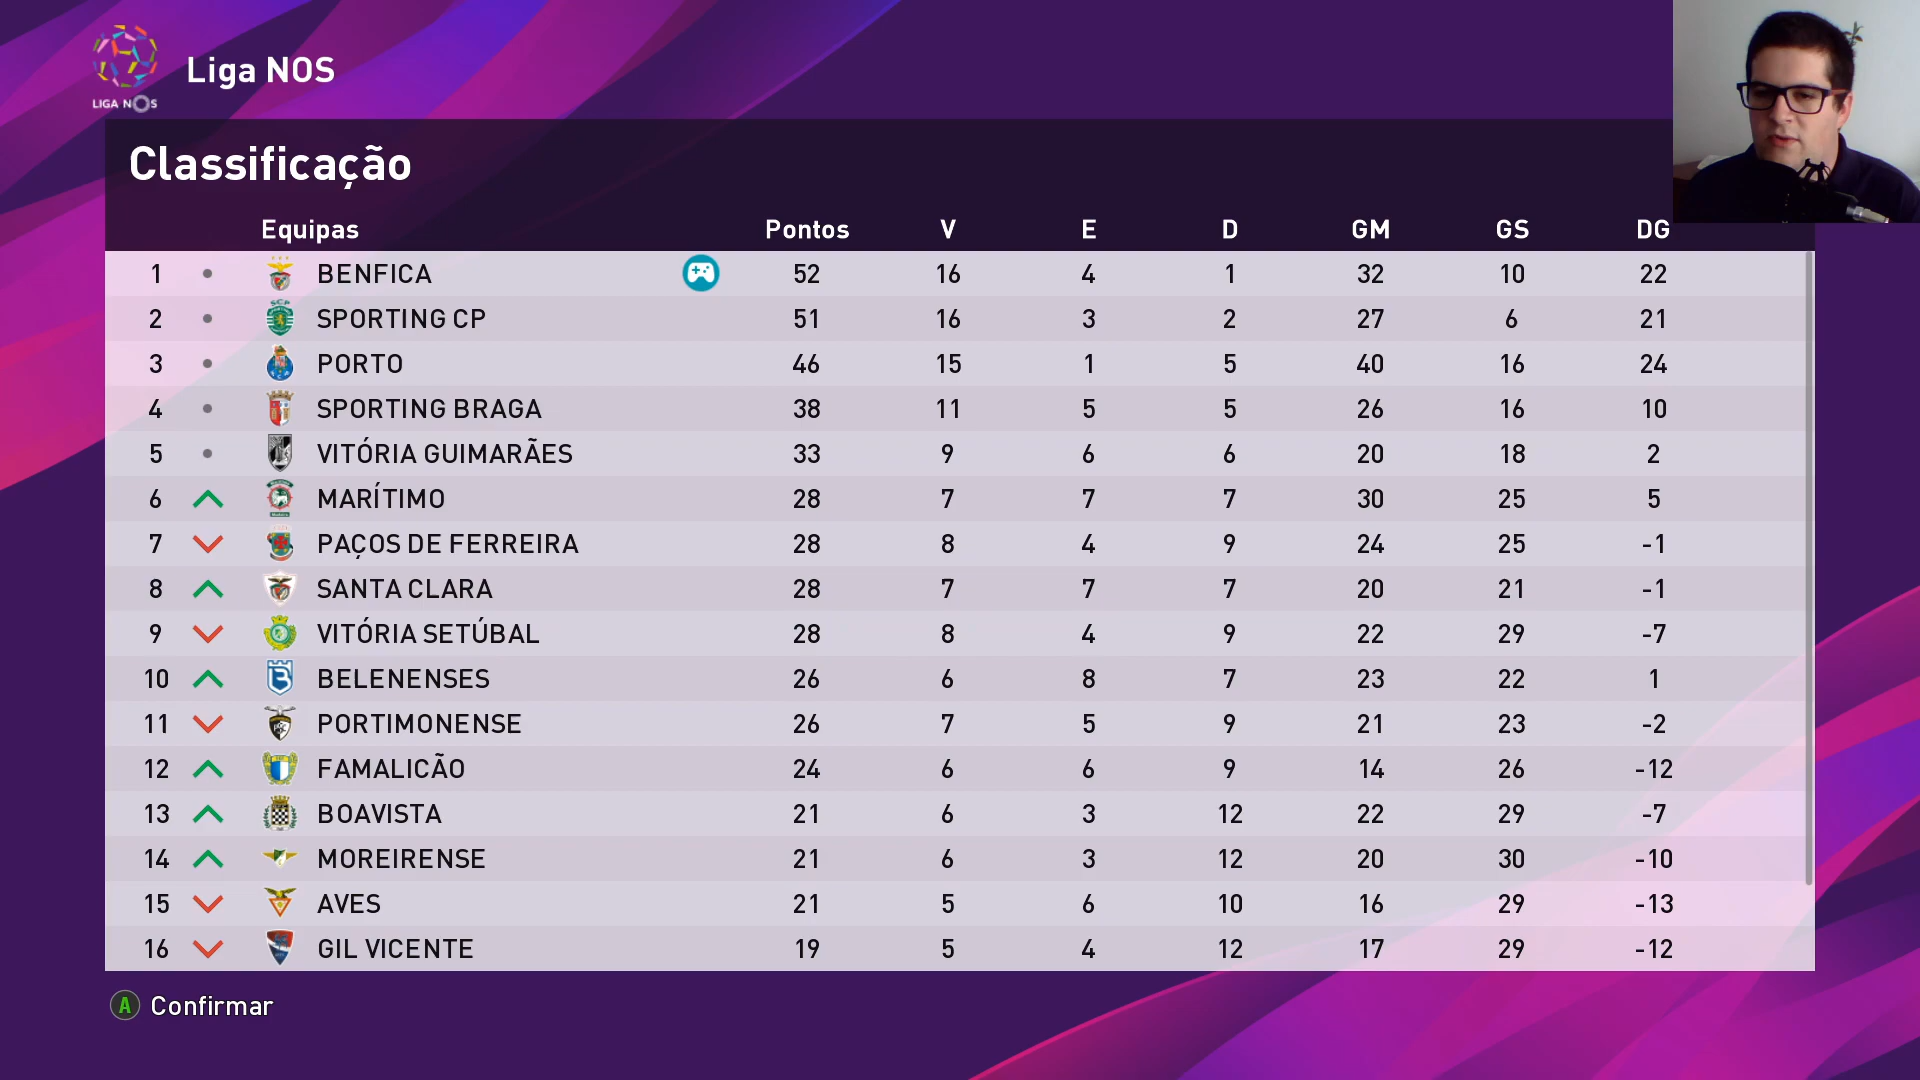 LIGA NOS
Liga NOS
Classificação
Equipas Pontos V E D GM GS DG
1 BENFICA 52 16 4 1 32 10 22
2 SPORTING CP 51 16 3 2 27 6 21
3 PORTO 46 15 1 5 40 16 24
4 SPORTING BRAGA 38 11 5 5 26 16 10
5 VITÓRIA GUIMARÃES 33 9 6 6 20 18 2
6 MARÍTIMO 28 7 7 7 30 25 5
7 PAÇOS DE FERREIRA 28 8 4 9 24 25 -1
8 SANTA CLARA 28 7 7 7 20 21 -1
9 VITÓRIA SETÚBAL 28 8 4 9 22 29 -7
10 BELENENSES 26 6 8 7 23 22 1
11 PORTIMONENSE 26 7 5 9 21 23 -2
12 FAMALICÃO 24 6 6 9 14 26 -12
13 BOAVISTA 21 6 3 12 22 29 -7
14 MOREIRENSE 21 6 3 12 20 30 -10
15 AVES 21 5 6 10 16 29 -13
16 GIL VICENTE 19 5 4 12 17 29 -12
A Confirmar